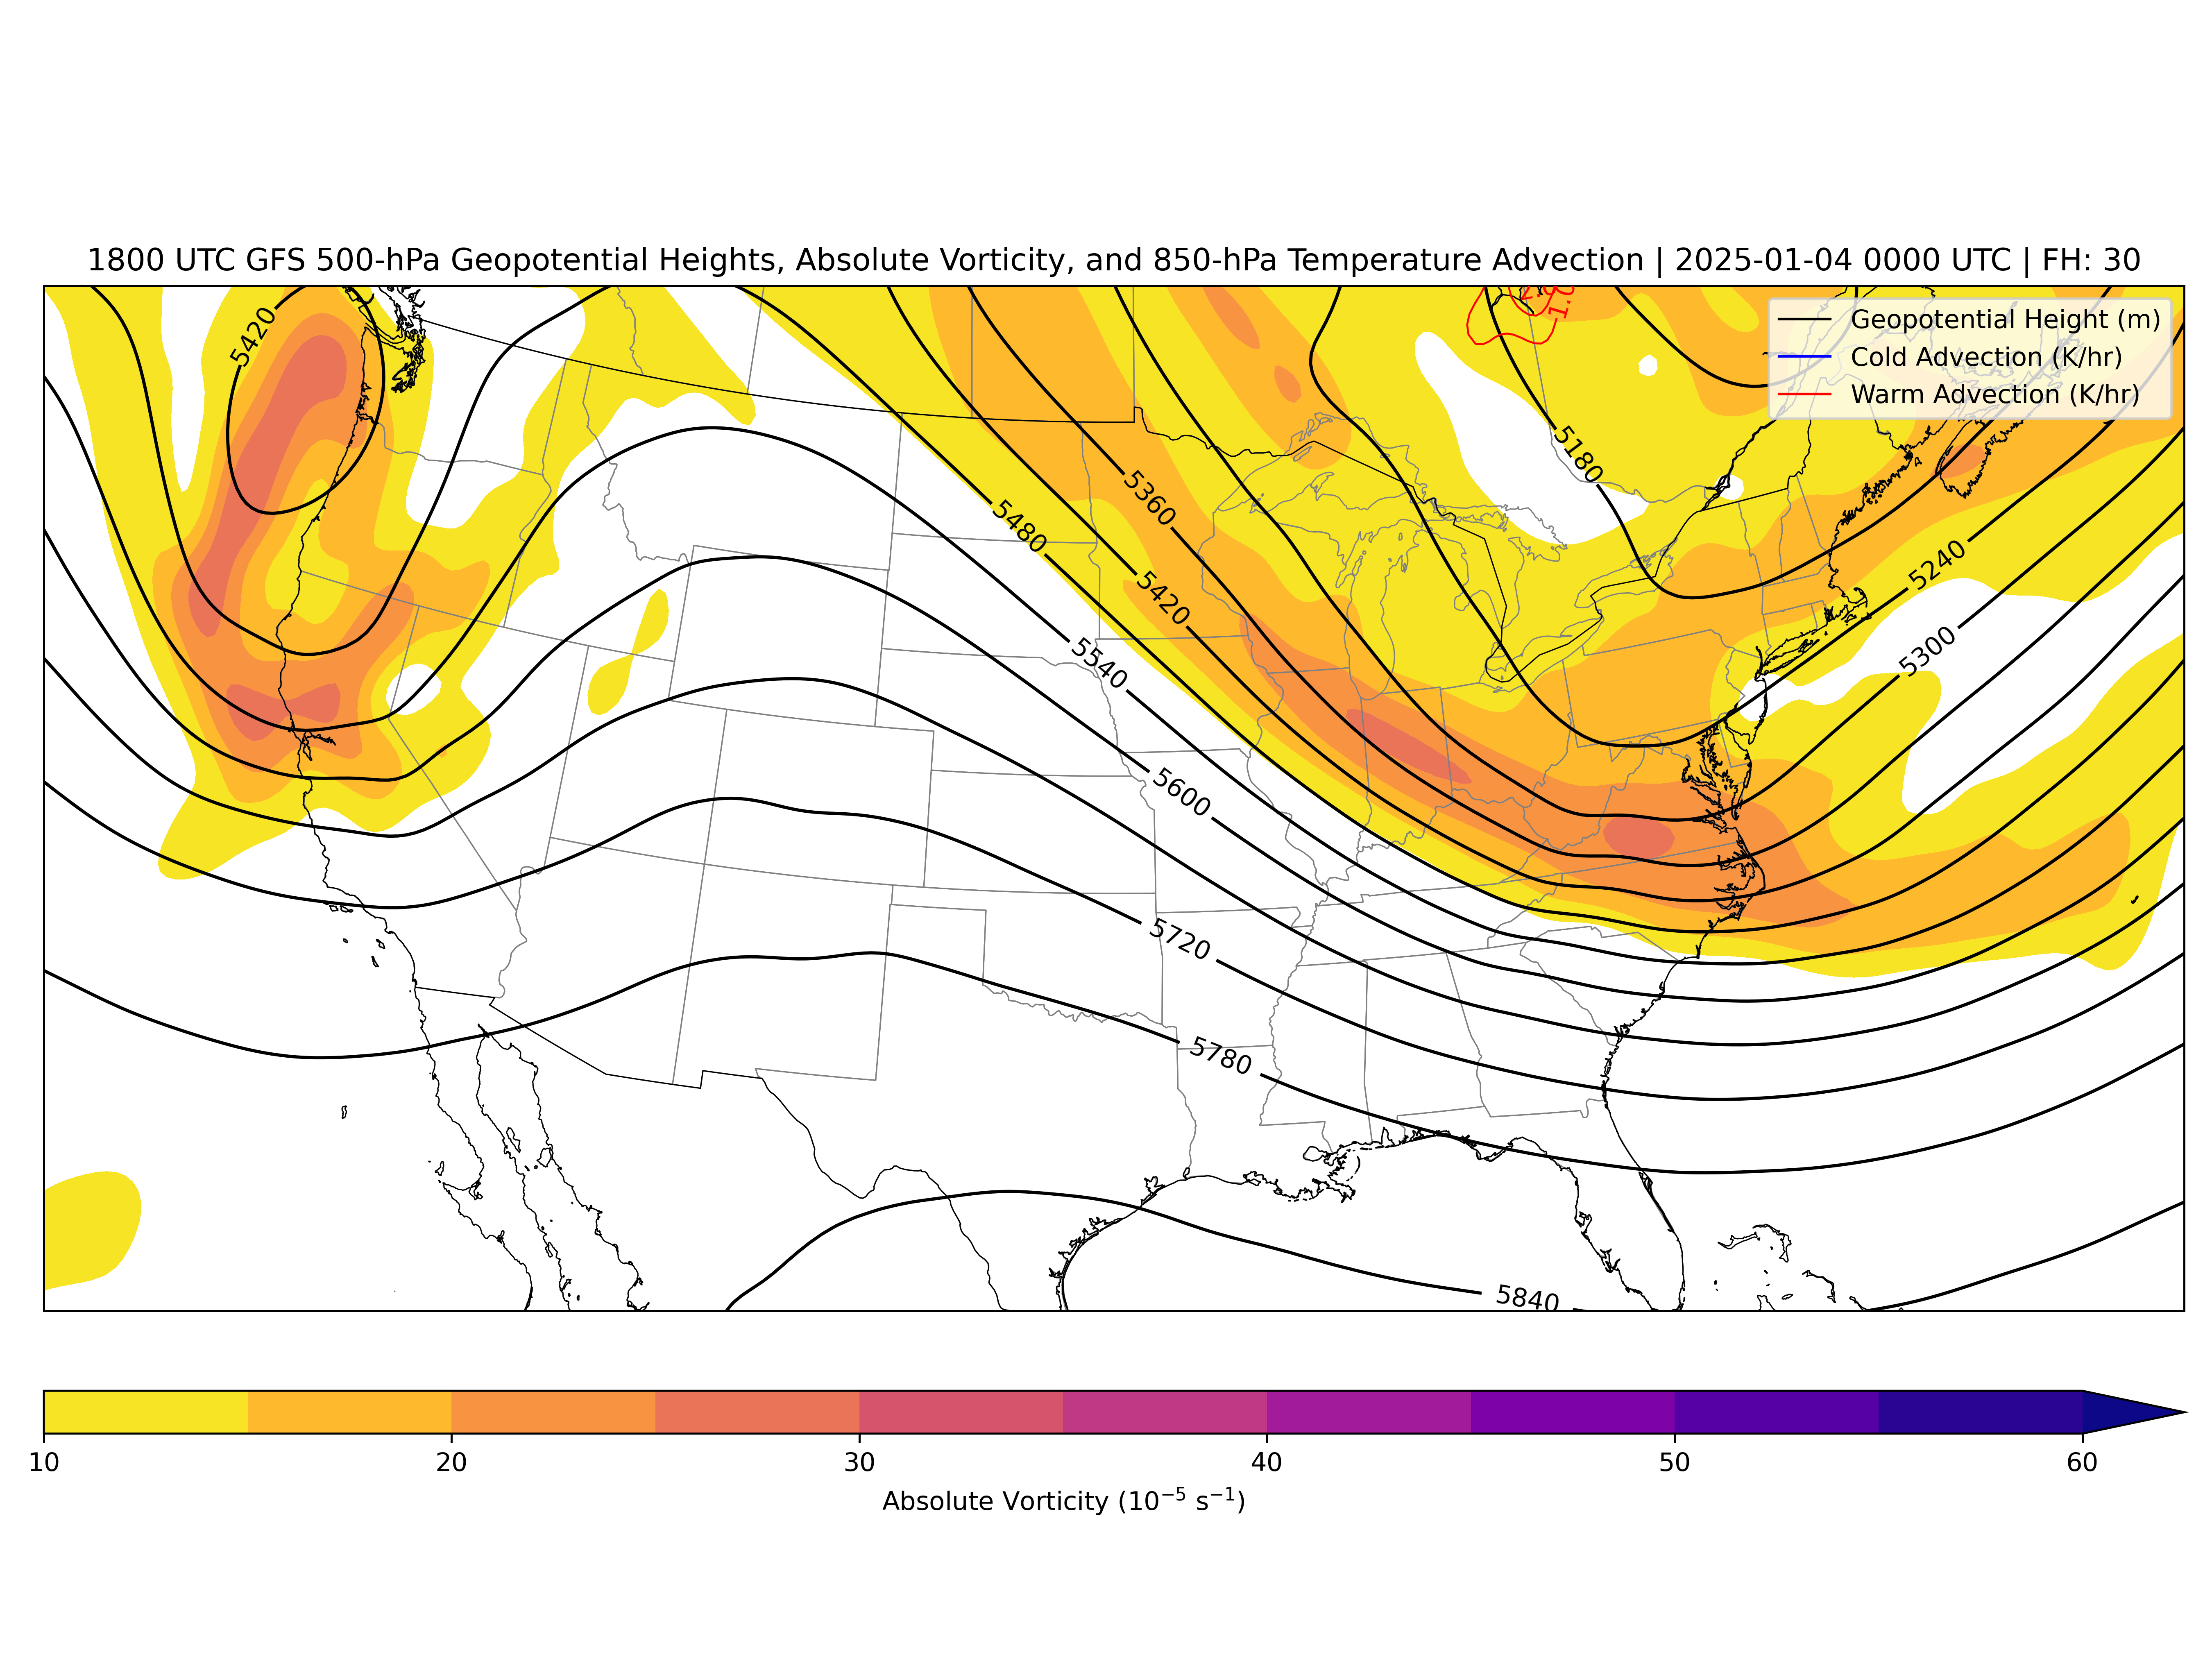 1800 UTC GFS 500-hPa Geopotential Heights, Absolute Vorticity, and 850-hPa Temperature Advection | 2025-01-04 0000 UTC | FH: 30
Geopotential Height (m)
Cold Advection (K/hr)
Warm Advection (K/hr)
5420
5180
5360
5480
5240
5420
5300
5540
5600
5720
5780
5840
10 20 30 40 50 60
Absolute Vorticity (10⁻⁵ s⁻¹)